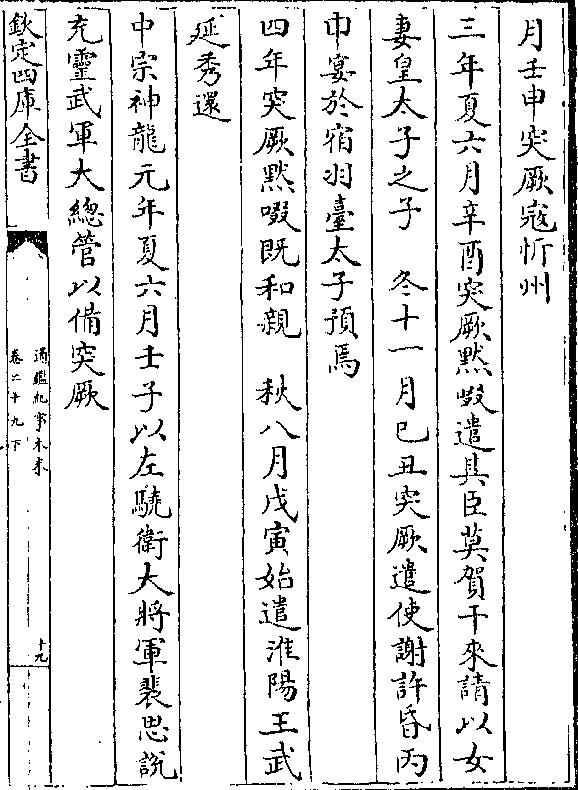 月壬申突厥寇忻州
三年夏六月辛酉突厥黙啜遣其臣莫賀干來請以女
妻皇太子之子　冬十一月己丑突厥遣使謝許昏丙
申宴於宿羽臺太子預焉
四年突厥黙啜既和親　秋八月戊寅始遣淮陽王武
延秀還
中宗神龍元年夏六月壬子以左驍衛大將軍裴思說
充靈武軍大總管以備突厥
欽定四庫全書
通鑑紀事本末
卷二十九下
十九